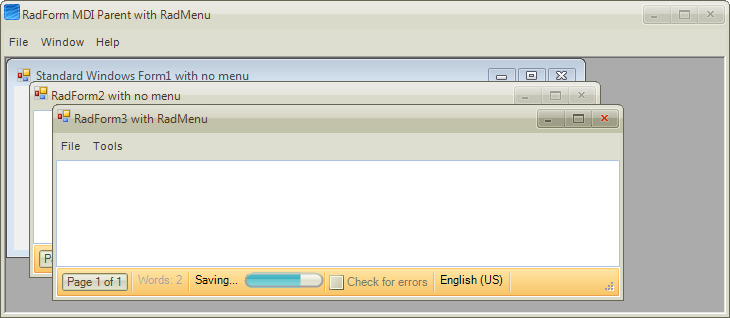 RadForm MDI Parent with RadMenu
File Window Help
Standard Windows Form1 with no menu
RadForm2 with no menu
RadForm3 with RadMenu
File Tools
Page 1 of 1 Words: 2 Saving... Check for errors English (US)